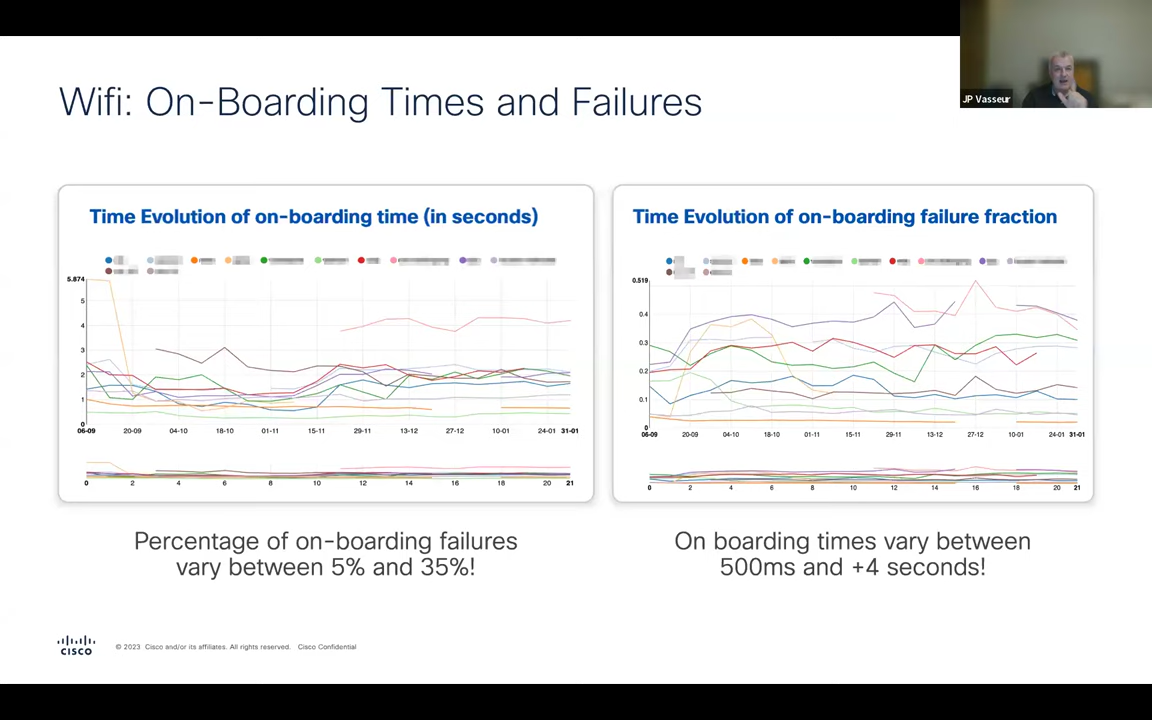 JP Vasseur
Wifi: On-Boarding Times and Failures
Time Evolution of on-boarding time (in seconds)
5.874
5
4
3
2
1
0
06-09 20-09 04-10 18-10 01-11 15-11 29-11 13-12 27-12 10-01 24-01 31-01
0 2 4 6 8 10 12 14 16 18 20 21
Percentage of on-boarding failures
vary between 5% and 35%!
Time Evolution of on-boarding failure fraction
0.519
0.4
0.3
0.2
0.1
0
06-09 20-09 04-10 18-10 01-11 15-11 29-11 13-12 27-12 10-01 24-01 31-01
0 2 4 6 8 10 12 14 16 18 20 21
On boarding times vary between
500ms and +4 seconds!
CISCO
© 2023 Cisco and/or its affiliates. All rights reserved. Cisco Confidential